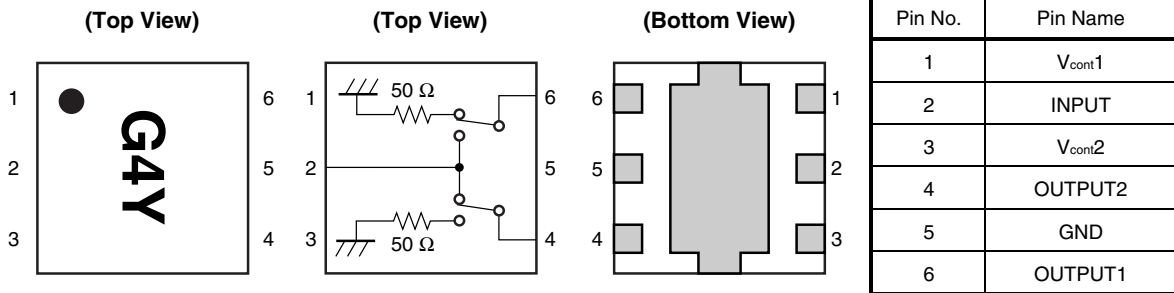 (Top View)
1
2
3
G4Y
6
5
4
(Top View)
1
2
3
50 Ω
50 Ω
6
5
4
(Bottom View)
6
5
4
1
2
3
Pin No. Pin Name
1 Vcont1
2 INPUT
3 Vcont2
4 OUTPUT2
5 GND
6 OUTPUT1